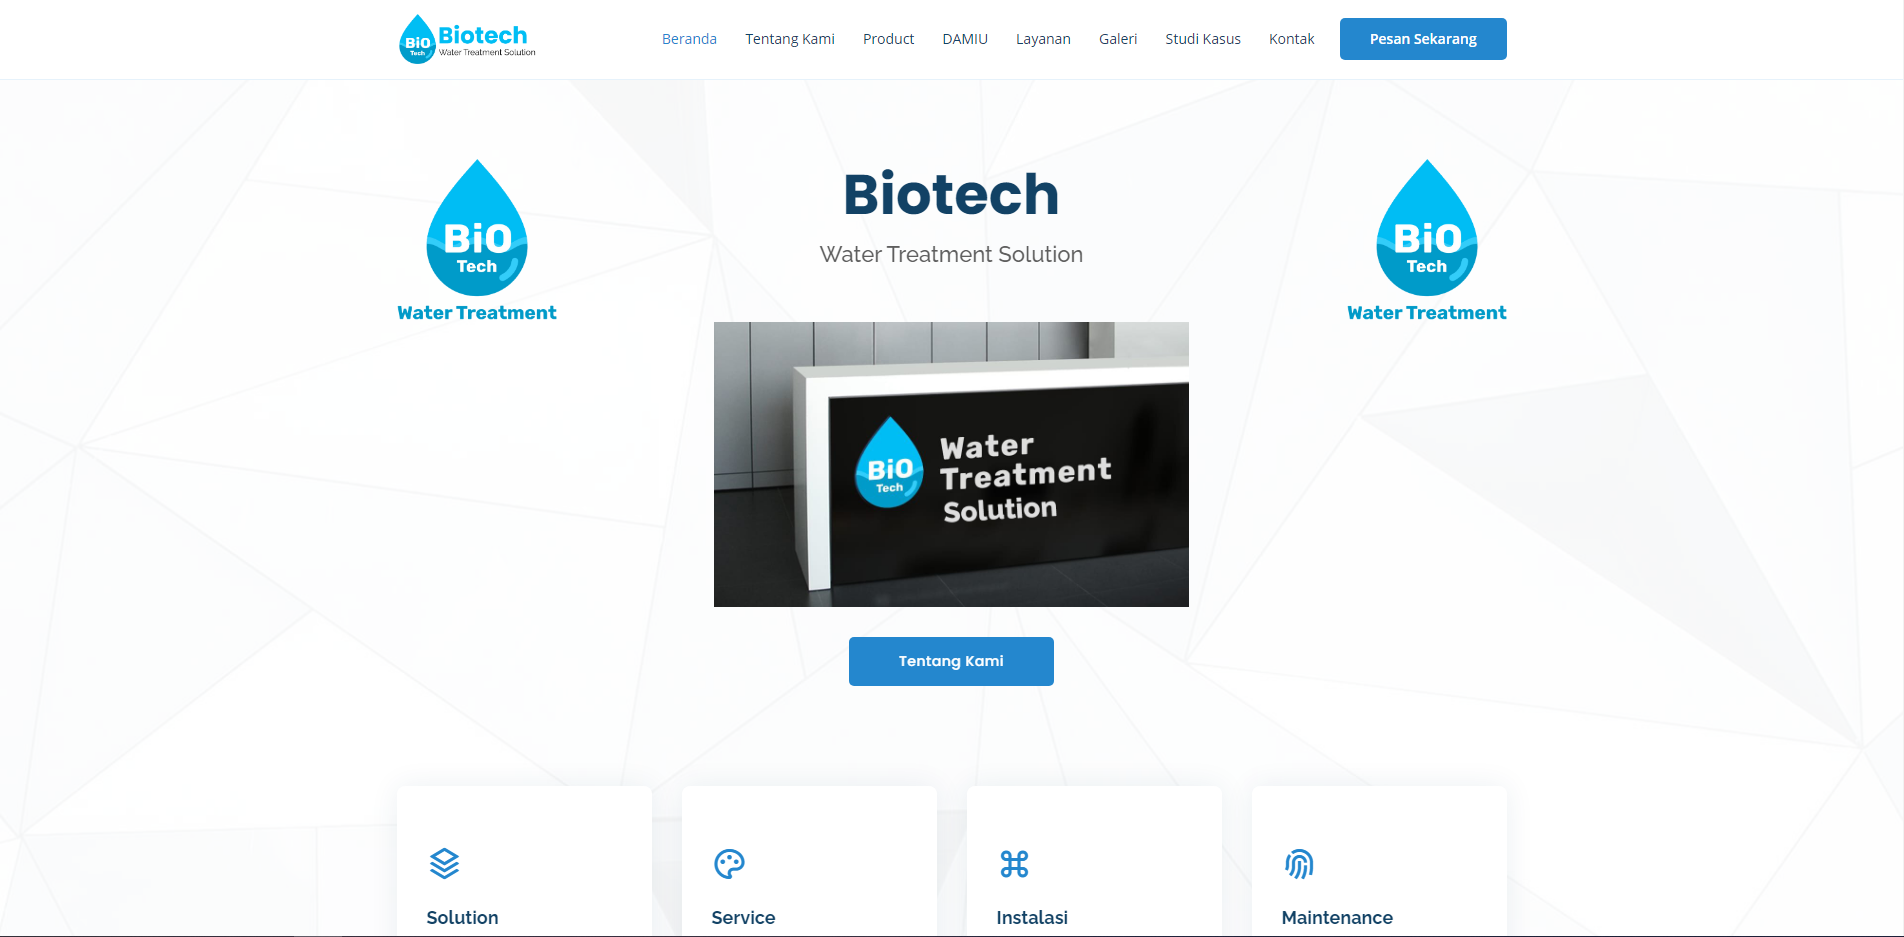 BiO
Tech
Biotech
Water Treatment Solution
Beranda
Tentang Kami
Product
DAMIU
Layanan
Galeri
Studi Kasus
Kontak
Pesan Sekarang
BiO
Tech
Water Treatment
Biotech
Water Treatment Solution
BiO
Tech
Water Treatment
BiO
Tech
Water
Treatment
Solution
Tentang Kami
Solution
Service
Instalasi
Maintenance